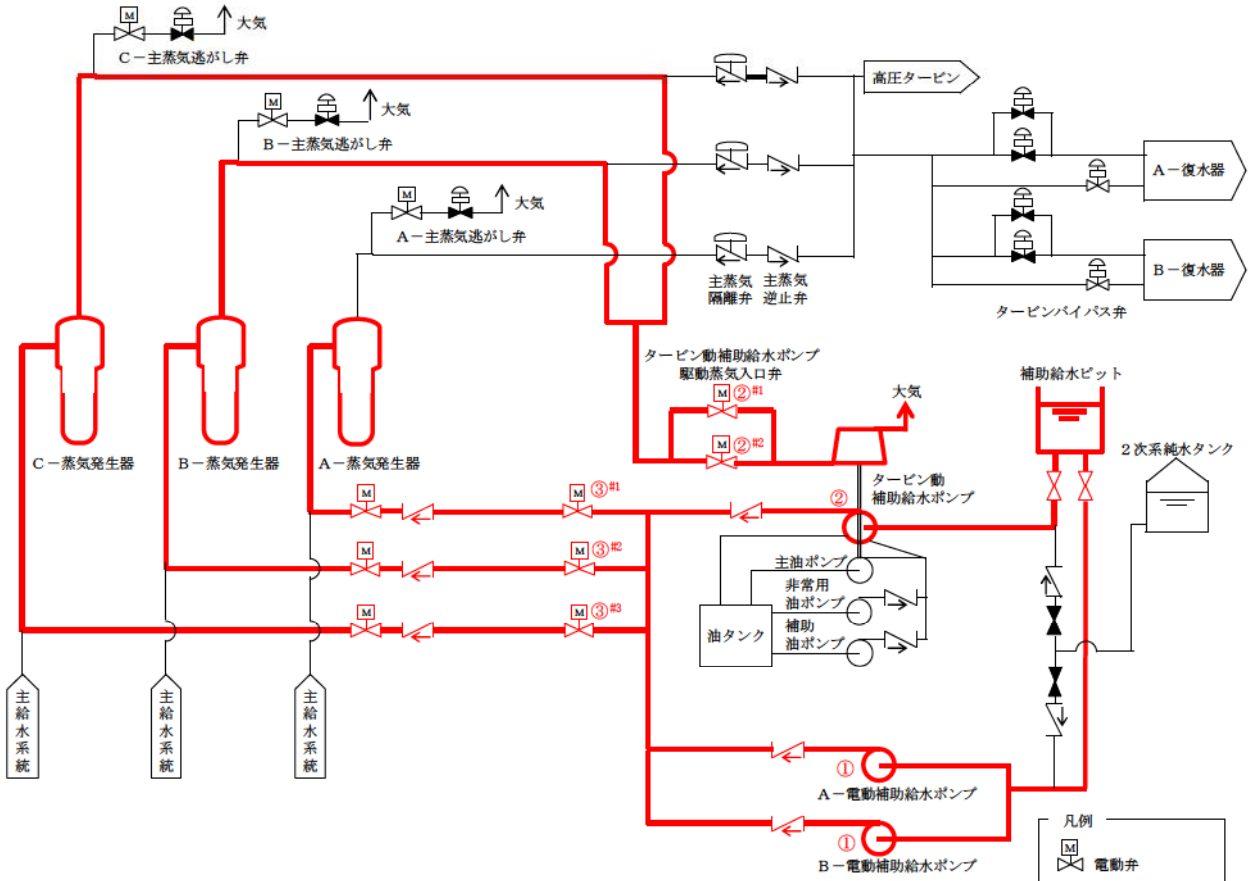 M
大気
C－主蒸気逃がし弁
M
大気
B－主蒸気逃がし弁
M
大気
A－主蒸気逃がし弁
高圧タービン
A－復水器
B－復水器
主蒸気
隔離弁
主蒸気
逆止弁
タービンバイパス弁
タービン動補助給水ポンプ
駆動蒸気入口弁
M
②#1
M
②#2
大気
補助給水ピット
2次系純水タンク
C－蒸気発生器
B－蒸気発生器
A－蒸気発生器
タービン動
補助給水ポンプ
②
M
M
③#1
M
M
③#2
M
M
③#3
主油ポンプ
非常用
油ポンプ
補助
油ポンプ
油タンク
主給水系統
主給水系統
主給水系統
①
A－電動補助給水ポンプ
①
B－電動補助給水ポンプ
凡例
M
電動弁